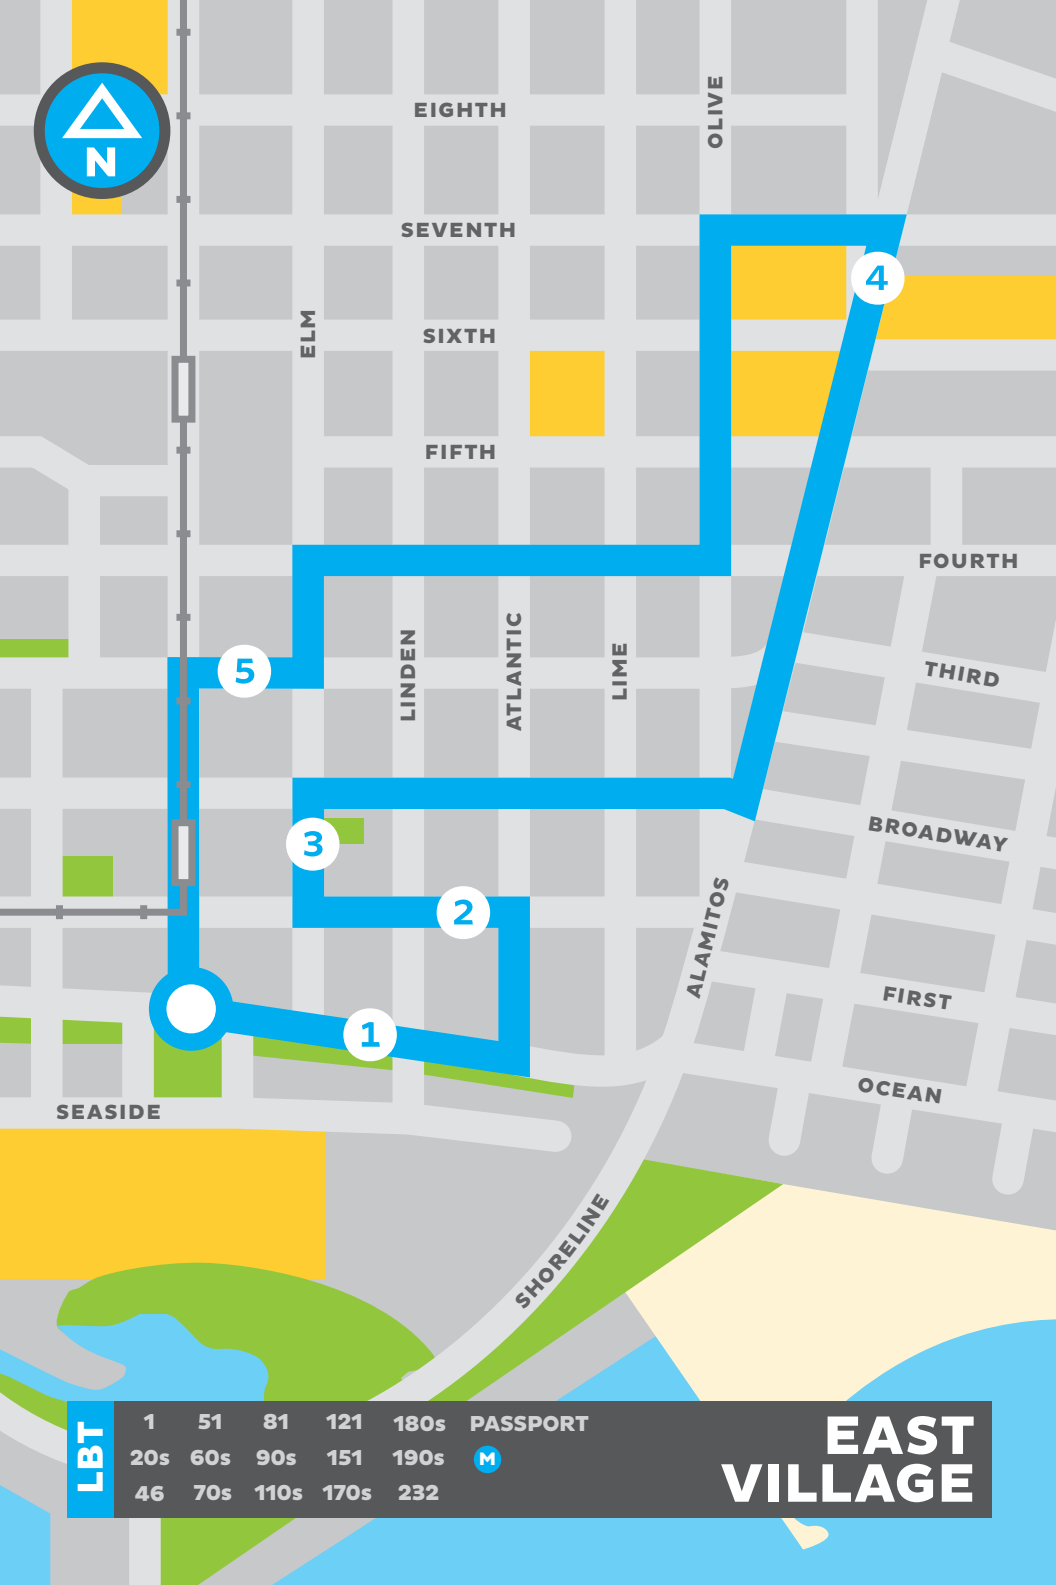 N
EIGHTH
OLIVE
SEVENTH
4
ELM
SIXTH
FIFTH
FOURTH
5
LINDEN
ATLANTIC
LIME
THIRD
3
BROADWAY
2
ALAMITOS
FIRST
1
OCEAN
SEASIDE
SHORELINE
LBT
1 51 81 121 180s PASSPORT
20s 60s 90s 151 190s M
46 70s 110s 170s 232
EAST
VILLAGE